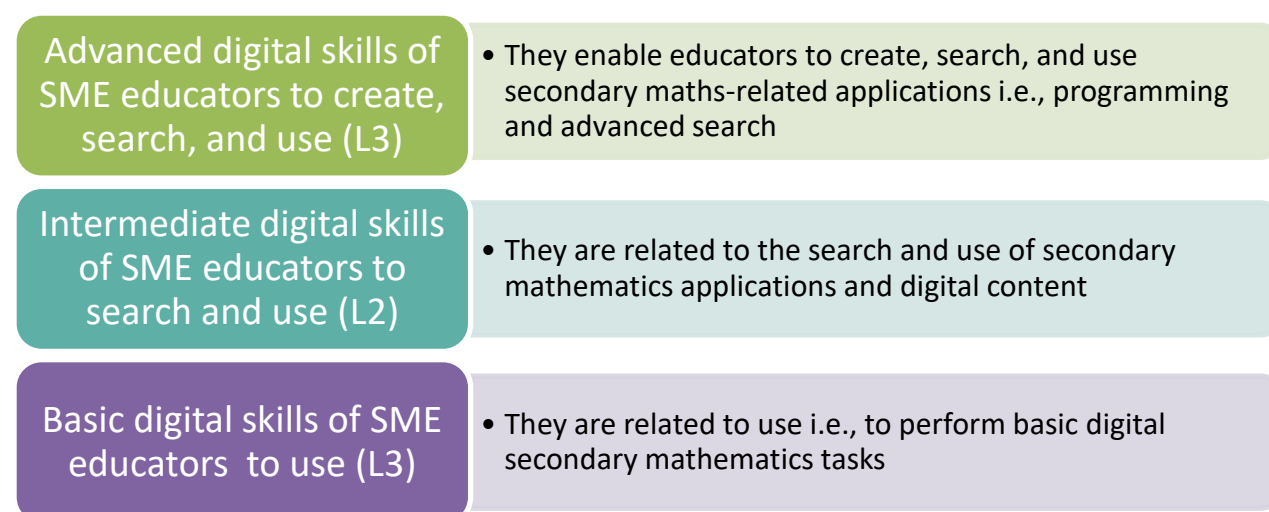 Advanced digital skills of
SME educators to create,
search, and use (L3)
• They enable educators to create, search, and use
secondary maths-related applications i.e., programming
and advanced search
Intermediate digital skills
of SME educators to
search and use (L2)
• They are related to the search and use of secondary
mathematics applications and digital content
Basic digital skills of SME
educators  to use (L3)
• They are related to use i.e., to perform basic digital
secondary mathematics tasks